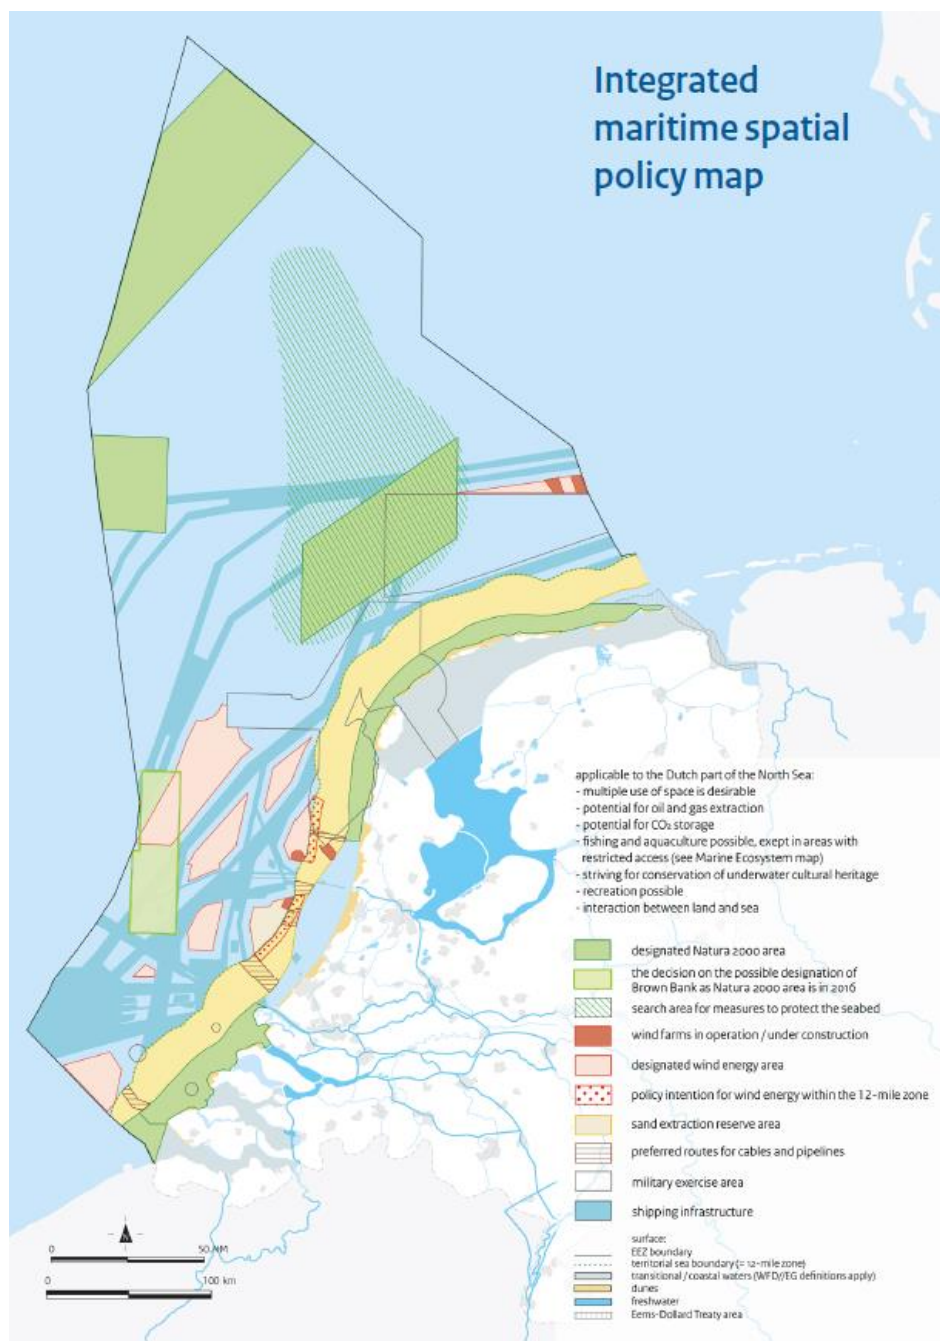 Integrated
maritime spatial
policy map
applicable to the Dutch part of the North Sea:
- multiple use of space is desirable
- potential for oil and gas extraction
- potential for CO₂ storage
- fishing and aquaculture possible, exept in areas with
restricted access (see Marine Ecosystem map)
- striving for conservation of underwater cultural heritage
- recreation possible
- interaction between land and sea
designated Natura 2000 area
the decision on the possible designation of
Brown Bank as Natura 2000 area is in 2016
search area for measures to protect the seabed
wind farms in operation / under construction
designated wind energy area
policy intention for wind energy within the 12-mile zone
sand extraction reserve area
preferred routes for cables and pipelines
military exercise area
shipping infrastructure
surface:
EEZ boundary
territorial sea boundary (= 12-mile zone)
transitional / coastal waters (WFD//EG definitions apply)
dunes
freshwater
Eems-Dollard Treaty area
0 50 NM
0 100 km